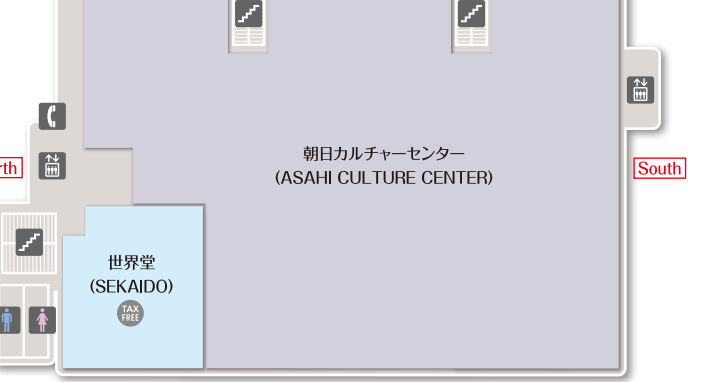 朝日カルチャーセンター
(ASAHI CULTURE CENTER)
rth
South
世界堂
(SEKAIDO)
TAX
FREE